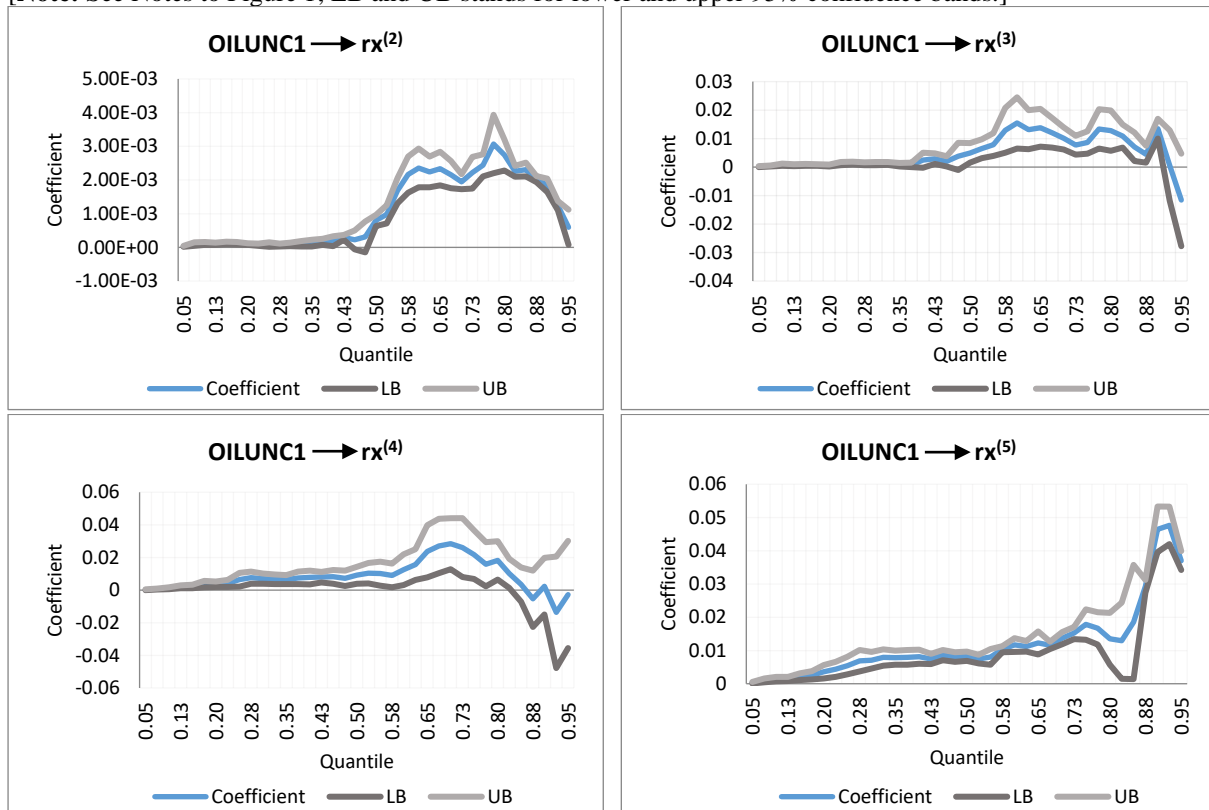 [Note: See Notes to Figure 1; LB and UB stands for lower and upper 95% confidence bands.]
OILUNC1 → rx(2)
5.00E-03
4.00E-03
3.00E-03
2.00E-03
1.00E-03
0.00E+00
-1.00E-03
Coefficient
0.05 0.13 0.20 0.28 0.35 0.43 0.50 0.58 0.65 0.73 0.80 0.88 0.95
Quantile
Coefficient LB UB
OILUNC1 → rx(3)
0.03
0.02
0.01
0
-0.01
-0.02
-0.03
-0.04
Coefficient
0.05 0.13 0.20 0.28 0.35 0.43 0.50 0.58 0.65 0.73 0.80 0.88 0.95
Quantile
Coefficient LB UB
OILUNC1 → rx(4)
0.06
0.04
0.02
0
-0.02
-0.04
-0.06
Coefficient
0.05 0.13 0.20 0.28 0.35 0.43 0.50 0.58 0.65 0.73 0.80 0.88 0.95
Quantile
Coefficient LB UB
OILUNC1 → rx(5)
0.06
0.05
0.04
0.03
0.02
0.01
0
Coefficient
0.05 0.13 0.20 0.28 0.35 0.43 0.50 0.58 0.65 0.73 0.80 0.88 0.95
Quantile
Coefficient LB UB